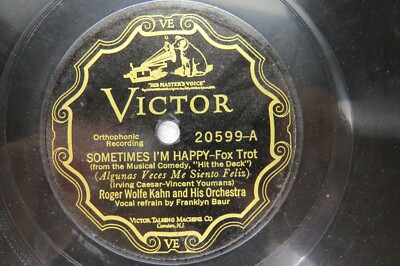 VE
"HIS MASTER'S VOICE"
VICTOR
Orthophonic
Recording
20599-A
SOMETIMES I'M HAPPY-Fox Trot
(from the Musical Comedy, "Hit the Deck")
(Algunas Veces Me Siento Feliz)
(Irving Caesar-Vincent Youmans)
Roger Wolfe Kahn and His Orchestra
Vocal refrain by Franklyn Baur
VICTOR TALKING MACHINE CO.
Camden, N.J.
VE